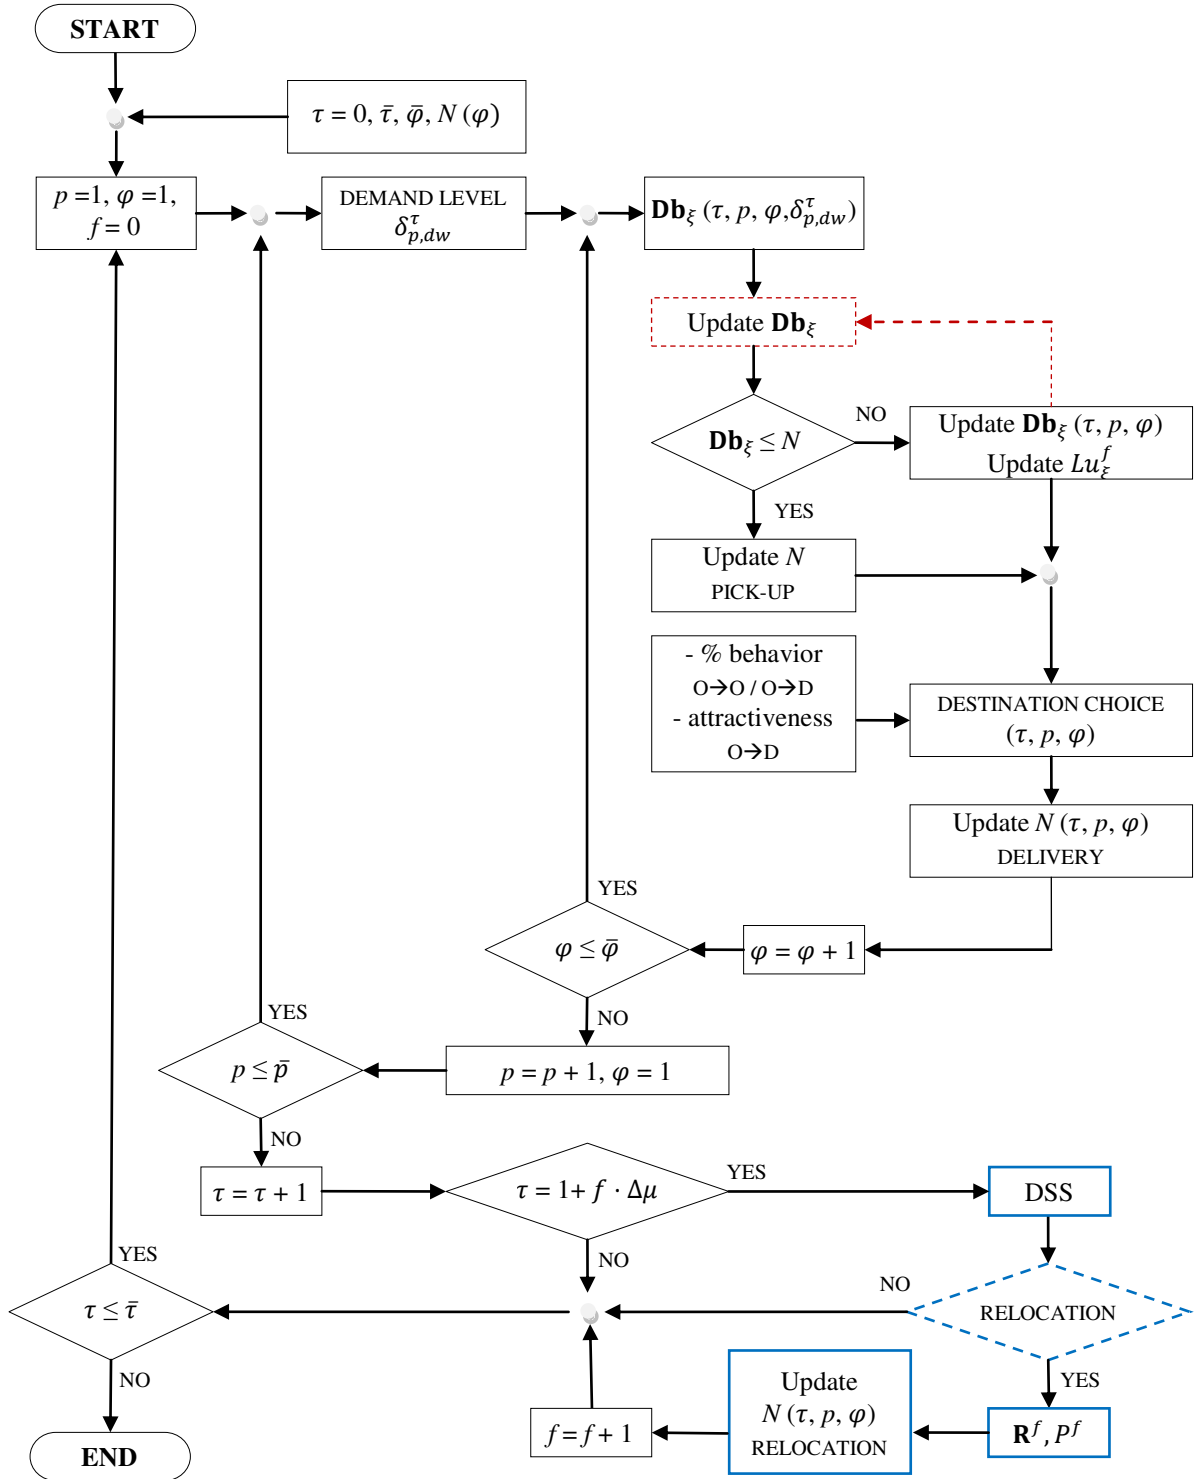 START
τ = 0, τ̄, φ̄, N (φ)
p =1, φ =1,
f = 0
DEMAND LEVEL
δ^τ_{p,dw}
Db_ξ (τ, p, φ,δ^τ_{p,dw})
Update Db_ξ
Db_ξ ≤ N
NO
Update Db_ξ (τ, p, φ)
Update Lu^f_ξ
YES
Update N
PICK-UP
- % behavior
O→O / O→D
- attractiveness
O→D
DESTINATION CHOICE
(τ, p, φ)
Update N (τ, p, φ)
DELIVERY
YES
φ ≤ φ̄
φ = φ + 1
NO
YES
p ≤ p̄
p = p + 1, φ = 1
NO
τ = τ + 1
τ = 1+ f · Δμ
YES
DSS
NO
YES
τ ≤ τ̄
NO
RELOCATION
NO
YES
Update
N (τ, p, φ)
RELOCATION
f = f + 1
R^f, P^f
END